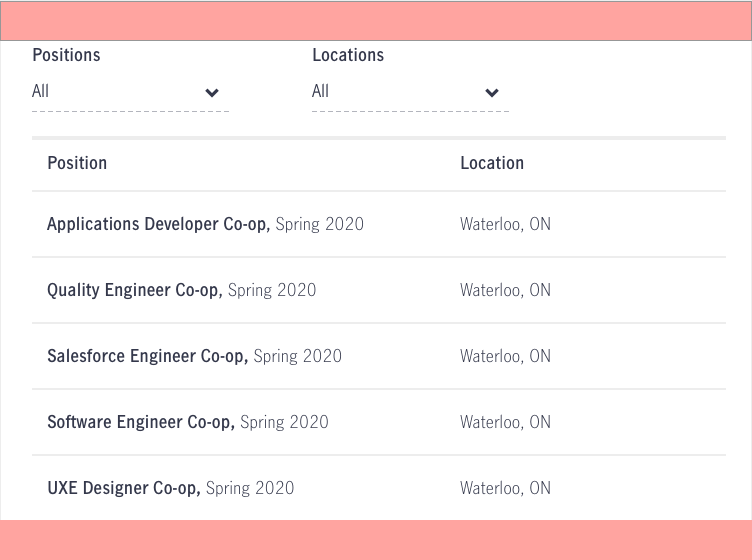 Positions Locations
All All
Position Location
Applications Developer Co-op, Spring 2020 Waterloo, ON
Quality Engineer Co-op, Spring 2020 Waterloo, ON
Salesforce Engineer Co-op, Spring 2020 Waterloo, ON
Software Engineer Co-op, Spring 2020 Waterloo, ON
UXE Designer Co-op, Spring 2020 Waterloo, ON